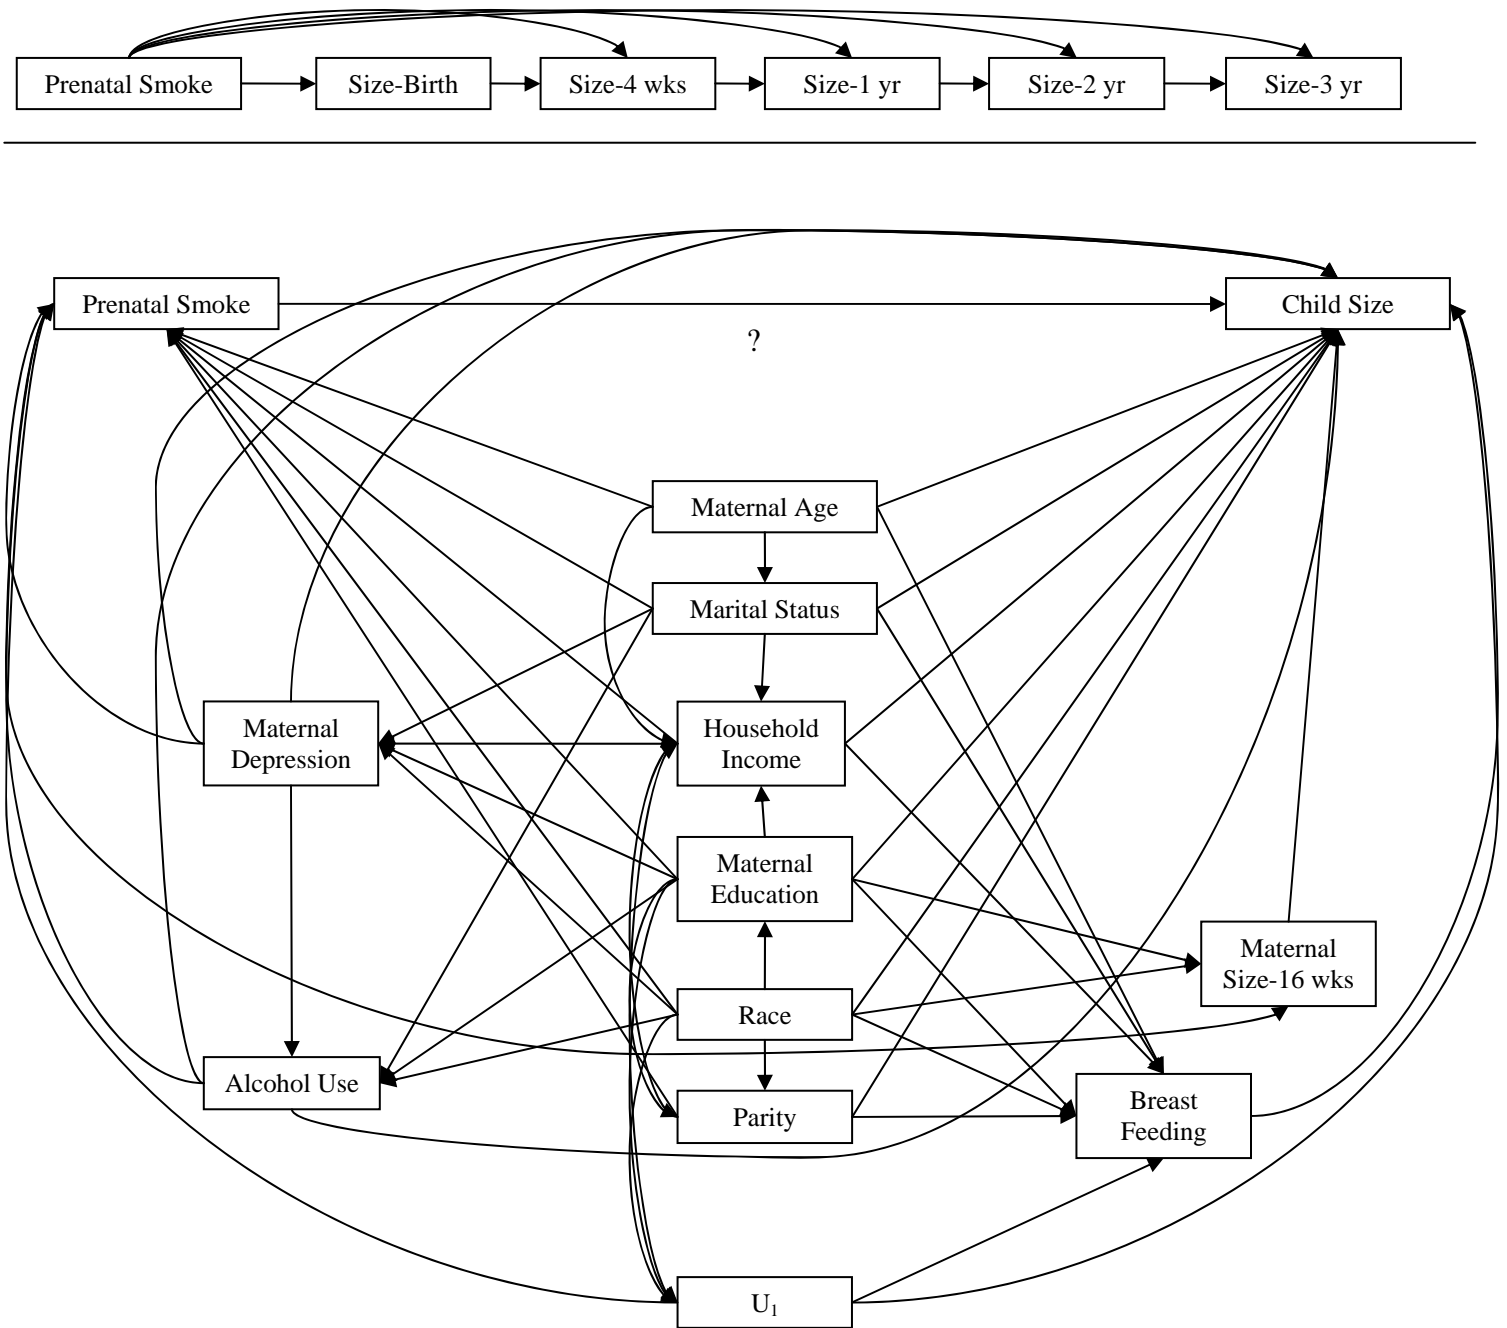 Prenatal Smoke
Size-Birth
Size-4 wks
Size-1 yr
Size-2 yr
Size-3 yr
Prenatal Smoke
Child Size
?
Maternal Age
Marital Status
Maternal
Depression
Household
Income
Maternal
Education
Maternal
Size-16 wks
Race
Alcohol Use
Parity
Breast
Feeding
U₁